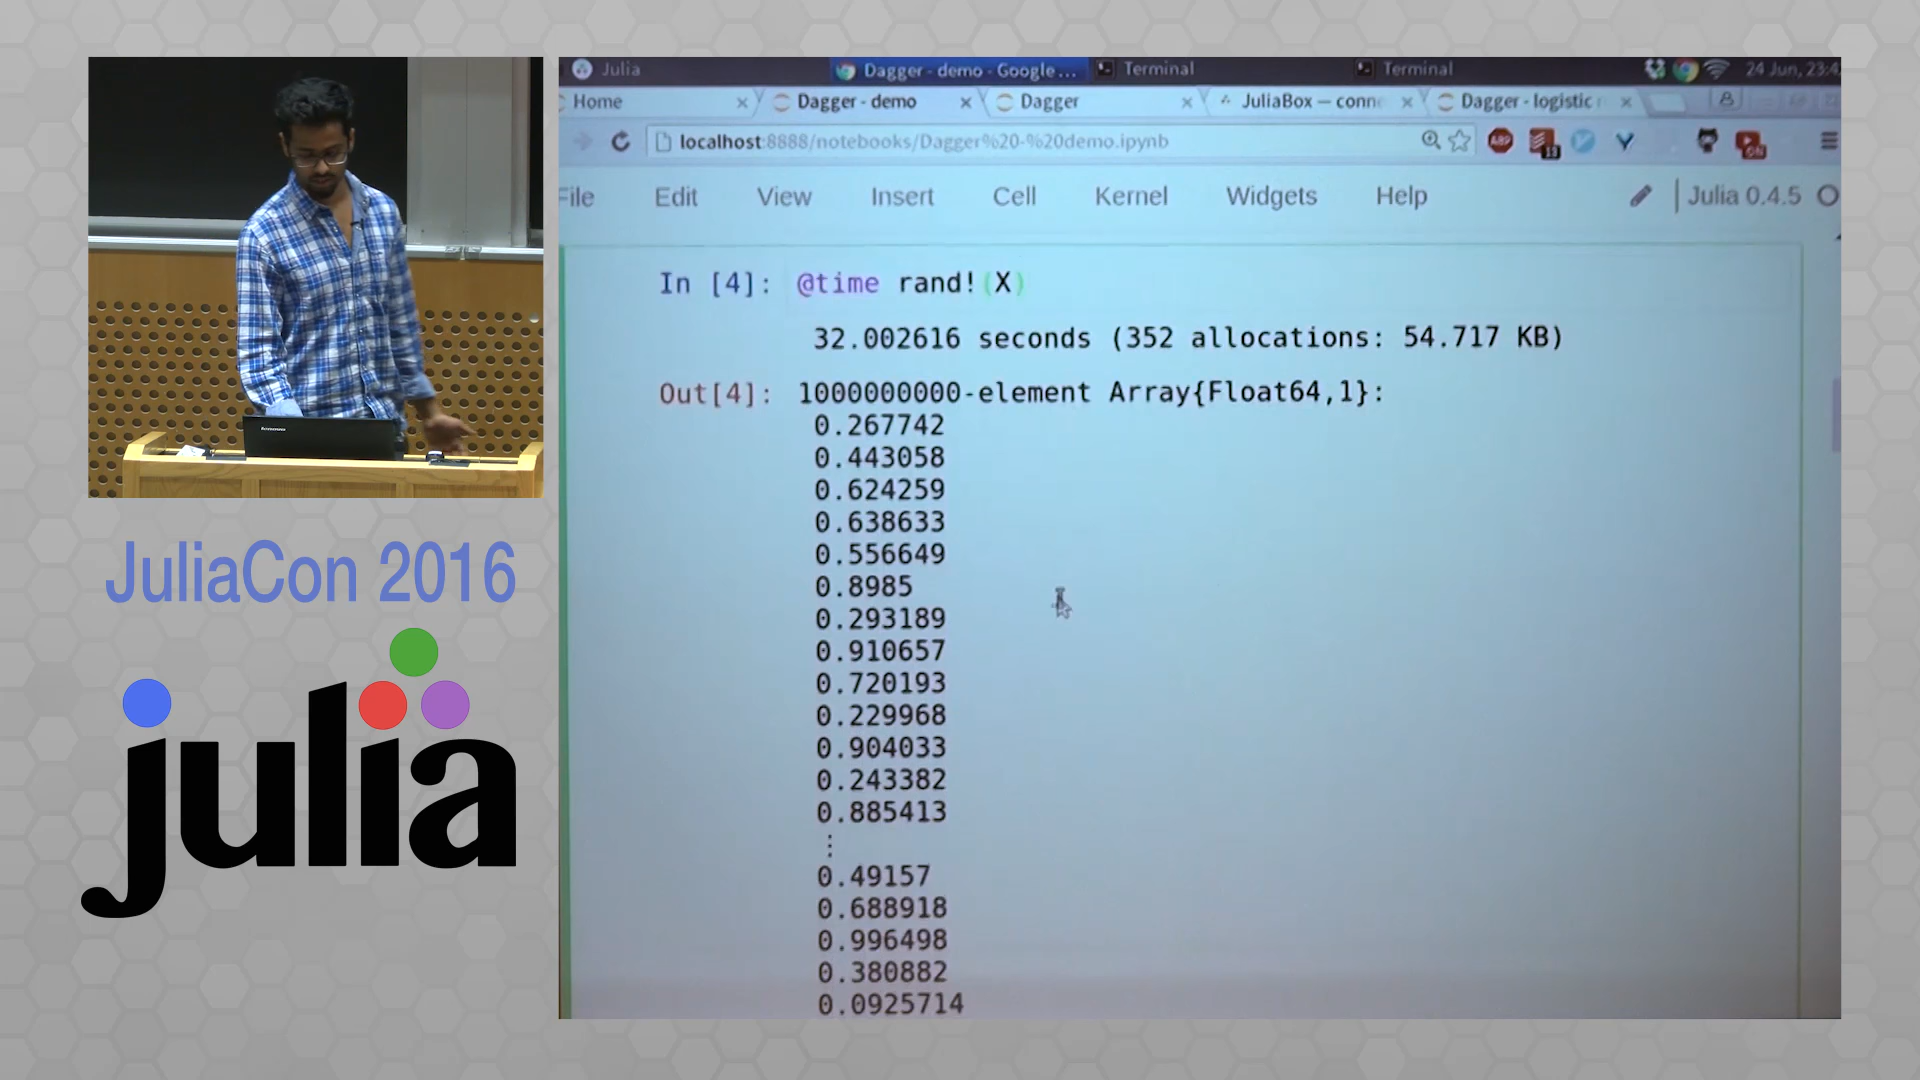 Julia
Dagger - demo - Google ...
Terminal
Terminal
24 Jun, 23:4
Home
Dagger - demo
Dagger
JuliaBox — conn
Dagger - logistic
localhost:8888/notebooks/Dagger%20-%20demo.ipynb
File Edit View Insert Cell Kernel Widgets Help
Julia 0.4.5
In [4]: @time rand!(X)
32.002616 seconds (352 allocations: 54.717 KB)
Out[4]: 1000000000-element Array{Float64,1}:
0.267742
0.443058
0.624259
0.638633
0.556649
0.8985
0.293189
0.910657
0.720193
0.229968
0.904033
0.243382
0.885413
⋮
0.49157
0.688918
0.996498
0.380882
0.0925714
lenovo
JuliaCon 2016
julia